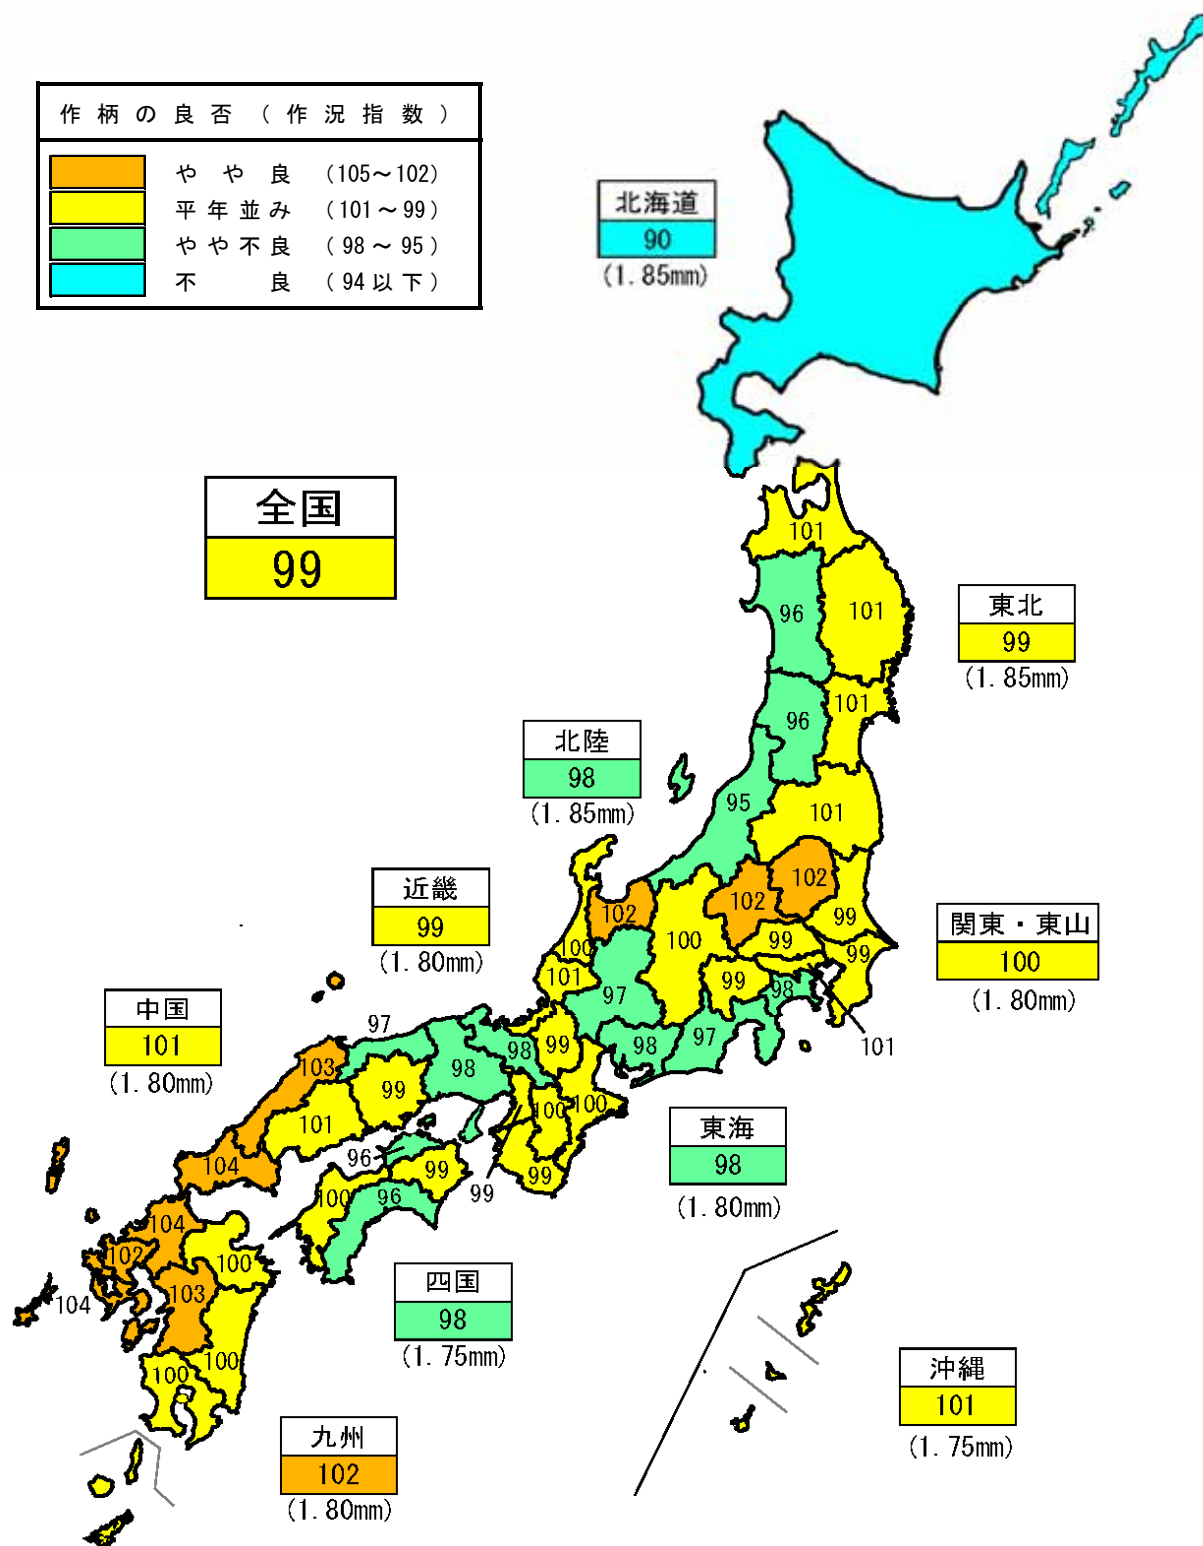 作柄の良否(作況指数)
やや良 (105～102)
平年並み (101～99)
やや不良 (98～95)
不良 (94以下)
北海道
90
(1.85mm)
全国
99
101
96
101
東北
99
(1.85mm)
96
101
北陸
98
(1.85mm)
95
101
近畿
99
(1.80mm)
102
102
102
99
関東・東山
100
(1.80mm)
100
100
99
99
101
97
99
98
101
中国
101
(1.80mm)
97
103
99
98
98
99
98
97
101
100
100
東海
98
(1.80mm)
104
96
99
99
99
100
96
104
102
100
103
104
四国
98
(1.75mm)
100
100
沖縄
101
(1.75mm)
九州
102
(1.80mm)